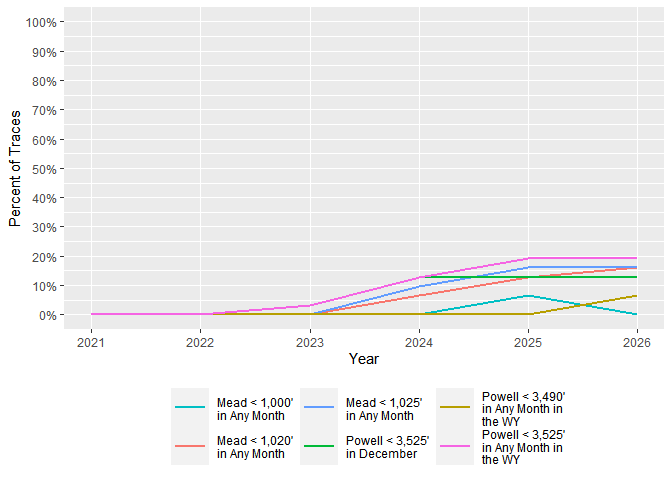 100%
90%
80%
70%
60%
50%
40%
30%
20%
10%
0%
Percent of Traces
2021 2022 2023 2024 2025 2026
Year
Mead < 1,000'
in Any Month
Mead < 1,020'
in Any Month
Mead < 1,025'
in Any Month
Powell < 3,525'
in December
Powell < 3,490'
in Any Month in
the WY
Powell < 3,525'
in Any Month in
the WY